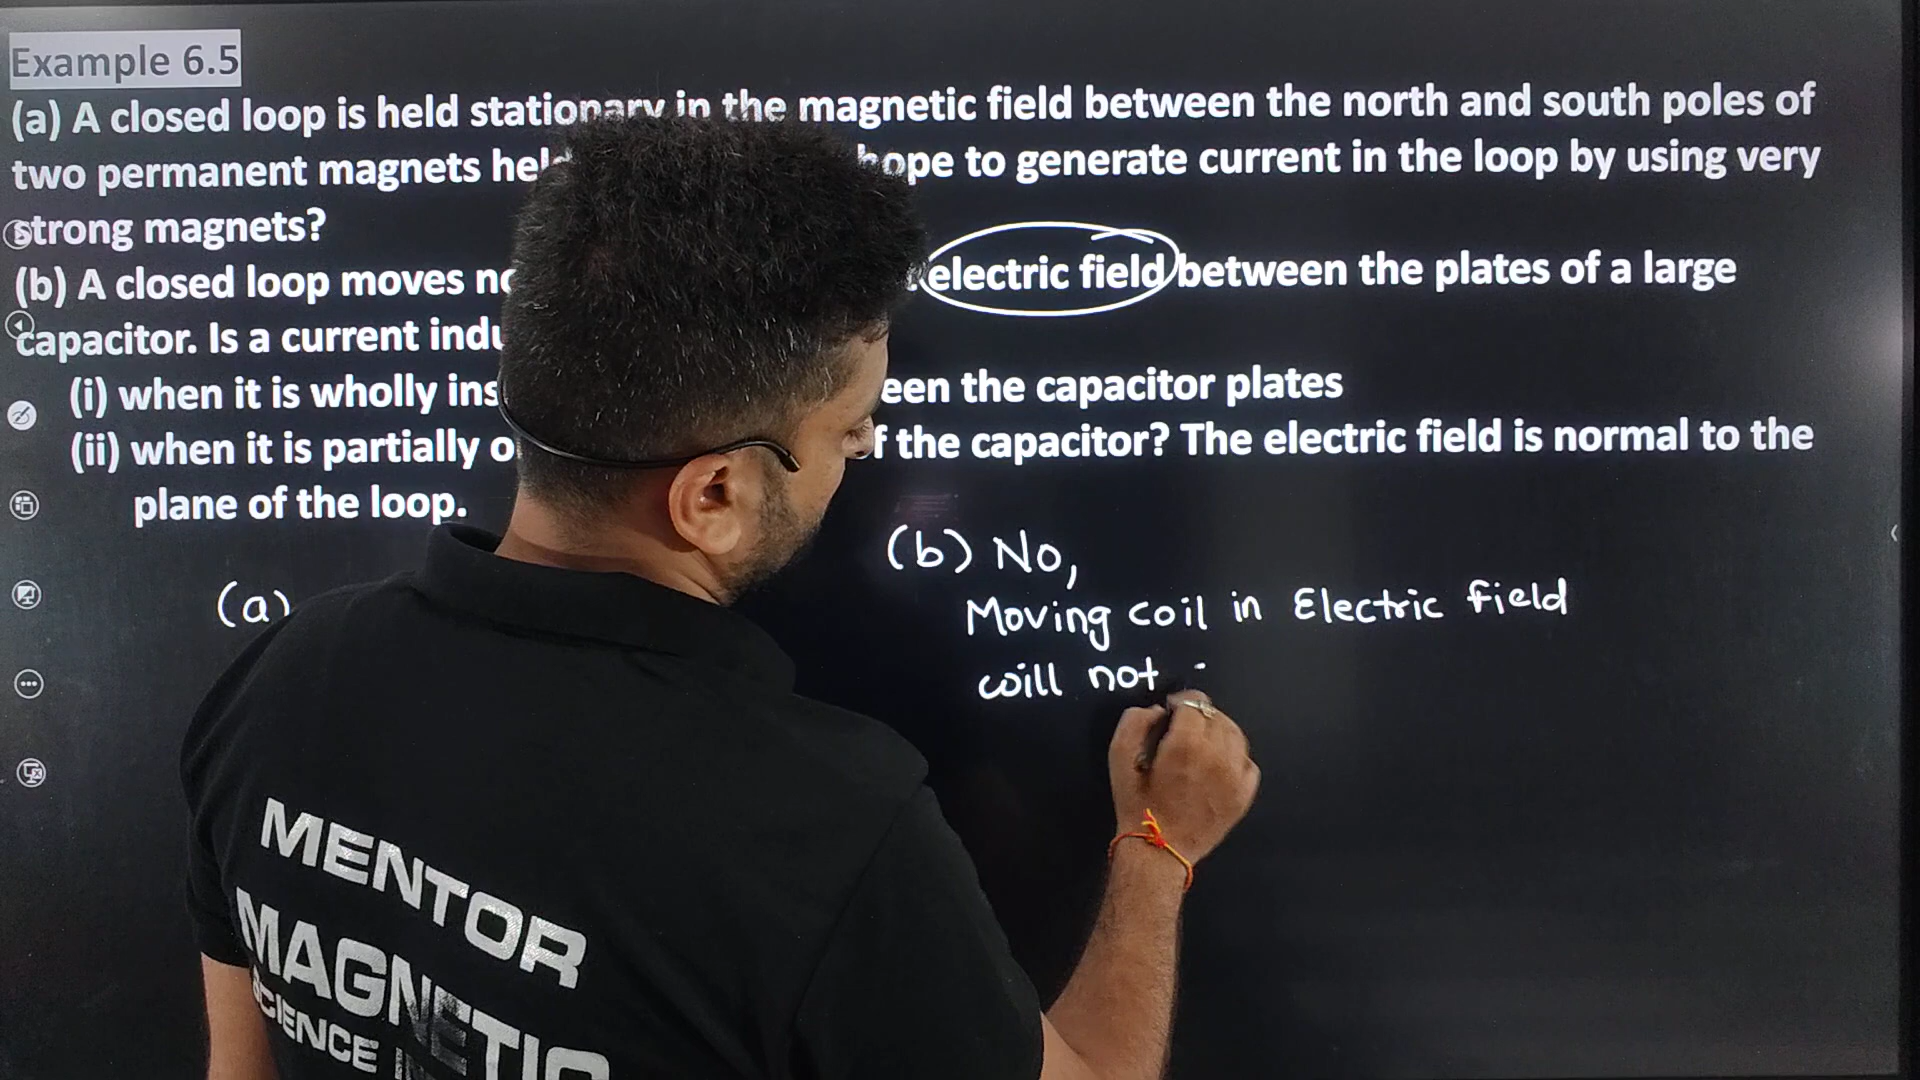 Example 6.5
(a) A closed loop is held stationary in the magnetic field between the north and south poles of
two permanent magnets hope to generate current in the loop by using very
strong magnets?
(b) A closed loop moves electric field between the plates of a large
capacitor. Is a current
(i) when it is wholly the capacitor plates
(ii) when it is partially the capacitor? The electric field is normal to the
plane of the loop.
(a)
(b) No,
Moving coil in Electric field
will not
MENTOR
MAGNETIC
SCIENCE